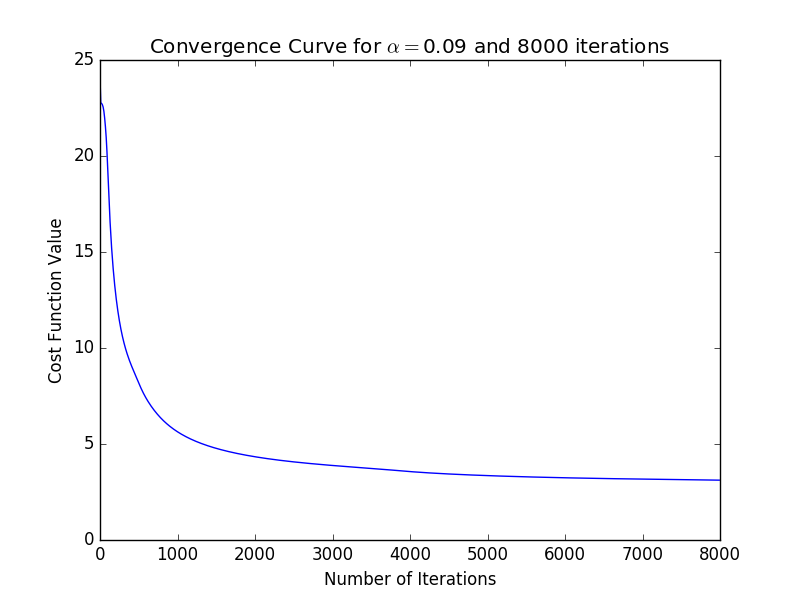 Convergence Curve for α = 0.09 and 8000 iterations
25
20
15
10
5
0
Cost Function Value
0 1000 2000 3000 4000 5000 6000 7000 8000
Number of Iterations